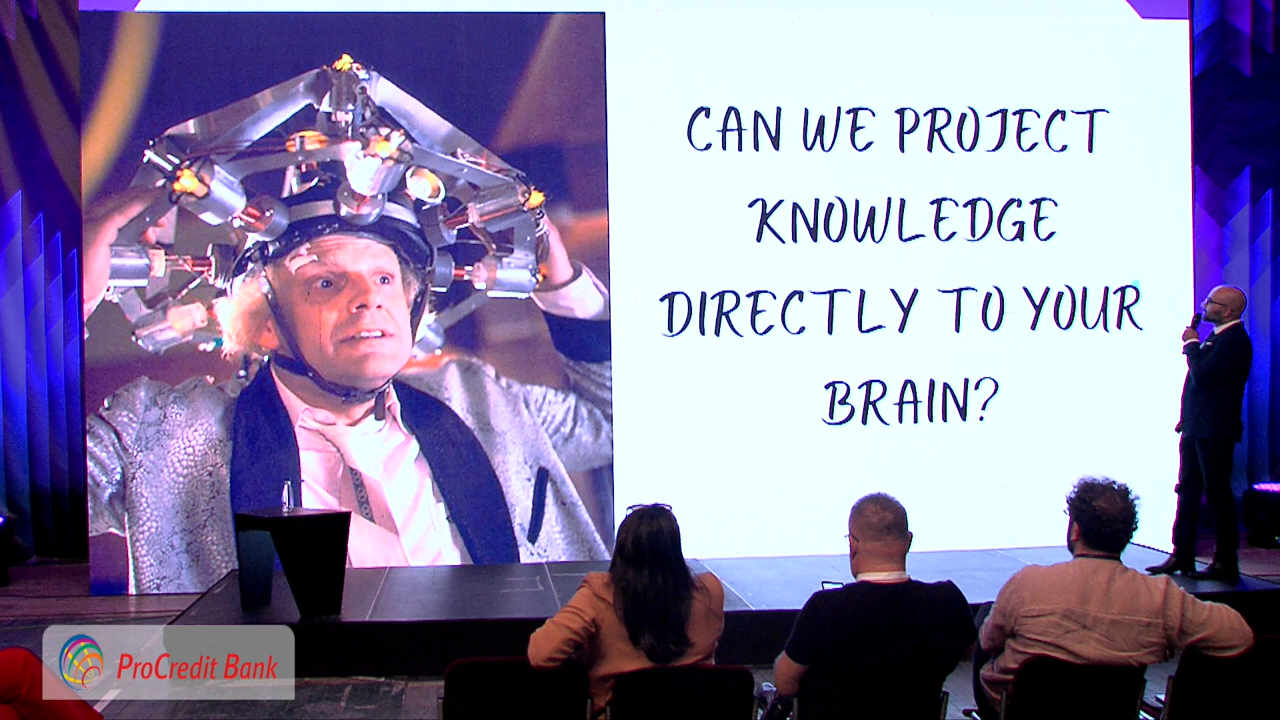 CAN WE PROJECT
KNOWLEDGE
DIRECTLY TO YOUR
BRAIN?
ProCredit Bank